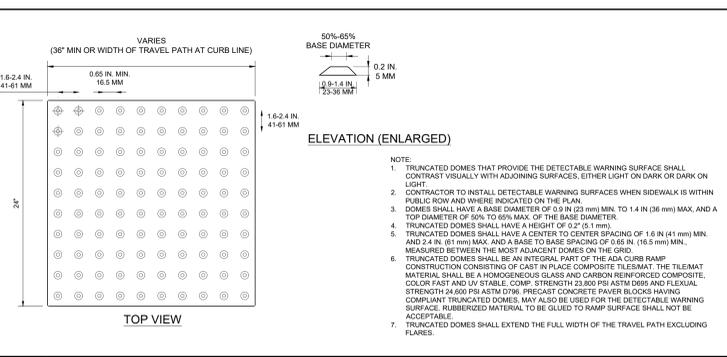 VARIES
(36" MIN OR WIDTH OF TRAVEL PATH AT CURB LINE)
1.6-2.4 IN.
41-61 MM
0.65 IN. MIN.
16.5 MM
1.6-2.4 IN.
41-61 MM
24"
TOP VIEW
50%-65%
BASE DIAMETER
0.2 IN.
5 MM
0.9-1.4 IN.
23-36 MM
ELEVATION (ENLARGED)
NOTE:
1. TRUNCATED DOMES THAT PROVIDE THE DETECTABLE WARNING SURFACE SHALL
CONTRAST VISUALLY WITH ADJOINING SURFACES, EITHER LIGHT ON DARK OR DARK ON
LIGHT.
2. CONTRACTOR TO INSTALL DETECTABLE WARNING SURFACES WHEN SIDEWALK IS WITHIN
PUBLIC ROW AND WHERE INDICATED ON THE PLAN.
3. DOMES SHALL HAVE A BASE DIAMETER OF 0.9 IN (23 mm) MIN. TO 1.4 IN (36 mm) MAX, AND A
TOP DIAMETER OF 50% TO 65% MAX. OF THE BASE DIAMETER.
4. TRUNCATED DOMES SHALL HAVE A HEIGHT OF 0.2" (5.1 mm).
5. TRUNCATED DOMES SHALL HAVE A CENTER TO CENTER SPACING OF 1.6 IN (41 mm) MIN.
AND 2.4 IN. (61 mm) MAX. AND A BASE TO BASE SPACING OF 0.65 IN. (16.5 mm) MIN.,
MEASURED BETWEEN THE MOST ADJACENT DOMES ON THE GRID.
6. TRUNCATED DOMES SHALL BE AN INTEGRAL PART OF THE ADA CURB RAMP
CONSTRUCTION CONSISTING OF CAST IN PLACE COMPOSITE TILES/MAT. THE TILE/MAT
MATERIAL SHALL BE A HOMOGENEOUS GLASS AND CARBON REINFORCED COMPOSITE,
COLOR FAST AND UV STABLE, COMP. STRENGTH 23,800 PSI ASTM D695 AND FLEXUAL
STRENGTH 24,600 PSI ASTM D796. PRECAST CONCRETE PAVER BLOCKS HAVING
COMPLIANT TRUNCATED DOMES, MAY ALSO BE USED FOR THE DETECTABLE WARNING
SURFACE. RUBBERIZED MATERIAL TO BE GLUED TO RAMP SURFACE SHALL NOT BE
ACCEPTABLE.
7. TRUNCATED DOMES SHALL EXTEND THE FULL WIDTH OF THE TRAVEL PATH EXCLUDING
FLARES.